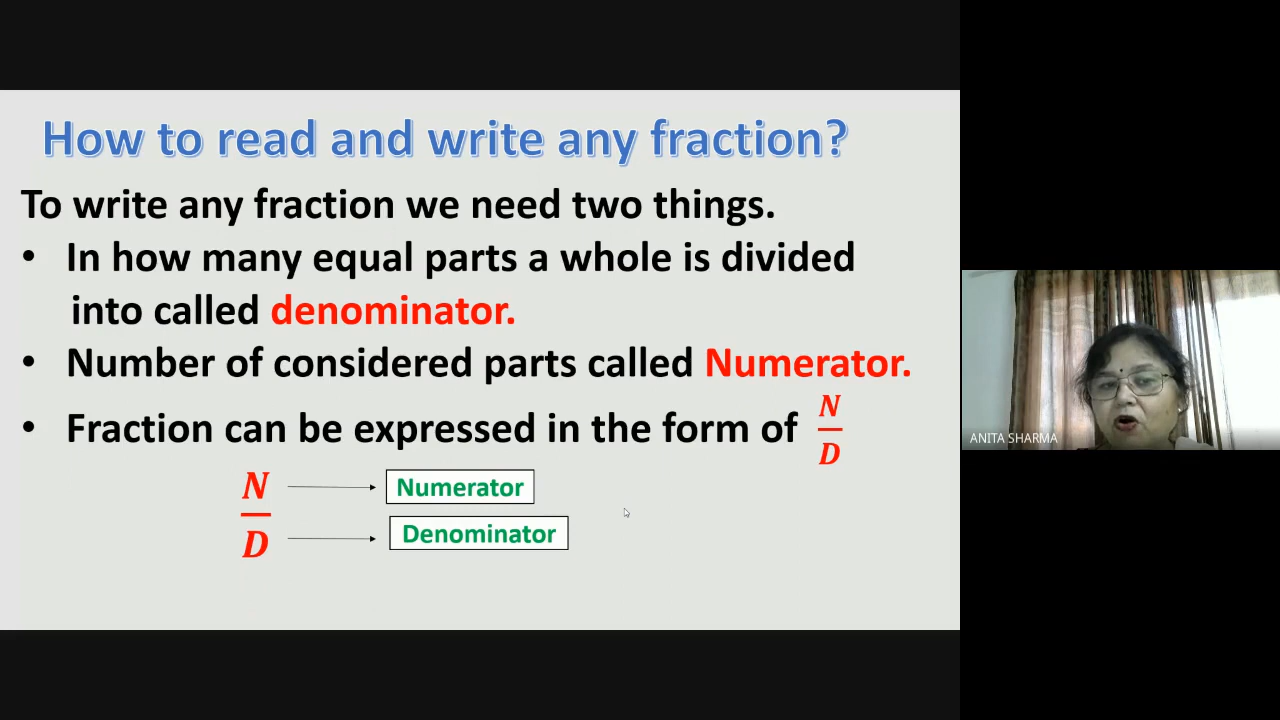 How to read and write any fraction?
To write any fraction we need two things.
• In how many equal parts a whole is divided
into called denominator.
• Number of considered parts called Numerator.
• Fraction can be expressed in the form of N/D
N → Numerator
D → Denominator
ANITA SHARMA